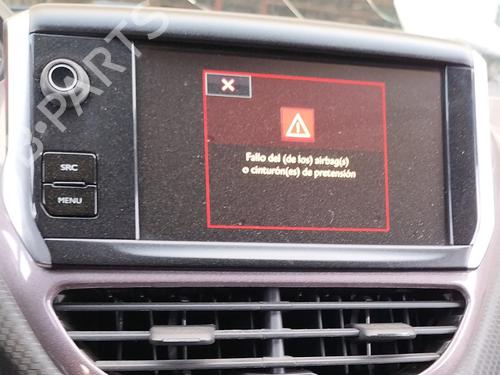 B-PARTS
SRC
MENU
Fallo del (de los) airbag(s)
o cinturón(es) de pretensión